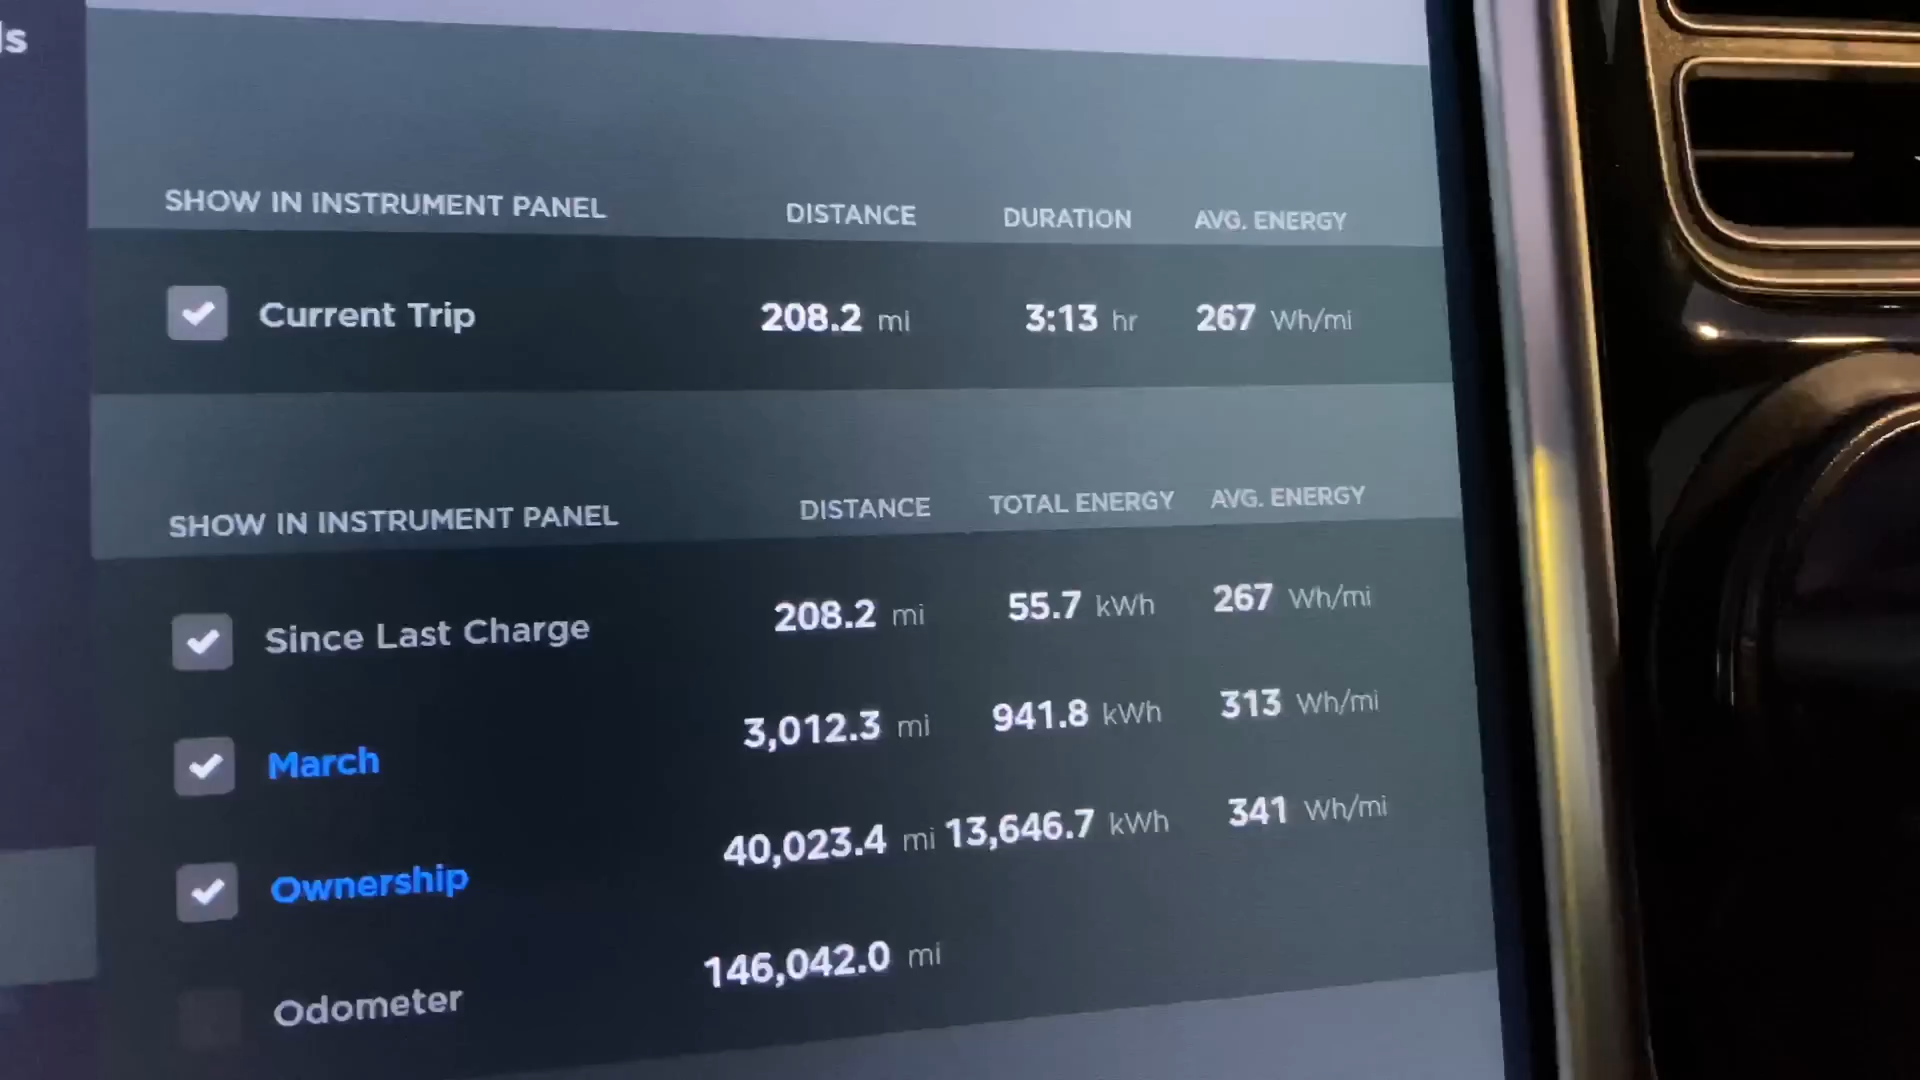 ls
SHOW IN INSTRUMENT PANEL DISTANCE DURATION AVG. ENERGY
Current Trip 208.2 mi 3:13 hr 267 Wh/mi
SHOW IN INSTRUMENT PANEL DISTANCE TOTAL ENERGY AVG. ENERGY
Since Last Charge 208.2 mi 55.7 kWh 267 Wh/mi
March 3,012.3 mi 941.8 kWh 313 Wh/mi
Ownership 40,023.4 mi 13,646.7 kWh 341 Wh/mi
Odometer 146,042.0 mi